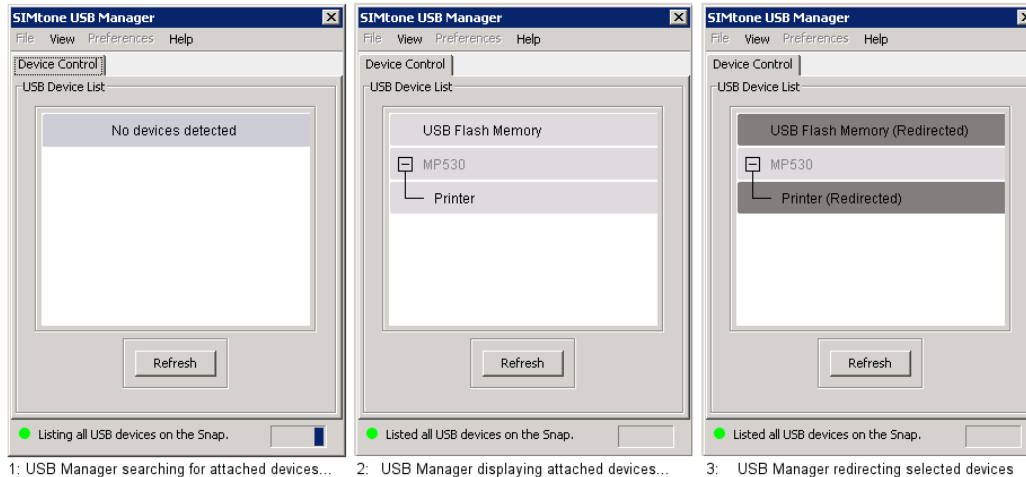 SIMtone USB Manager
File View Preferences Help
Device Control
USB Device List
No devices detected
Refresh
Listing all USB devices on the Snap.
1: USB Manager searching for attached devices...
SIMtone USB Manager
File View Preferences Help
Device Control
USB Device List
USB Flash Memory
MP530
Printer
Refresh
Listed all USB devices on the Snap.
2: USB Manager displaying attached devices...
SIMtone USB Manager
File View Preferences Help
Device Control
USB Device List
USB Flash Memory (Redirected)
MP530
Printer (Redirected)
Refresh
Listed all USB devices on the Snap.
3: USB Manager redirecting selected devices